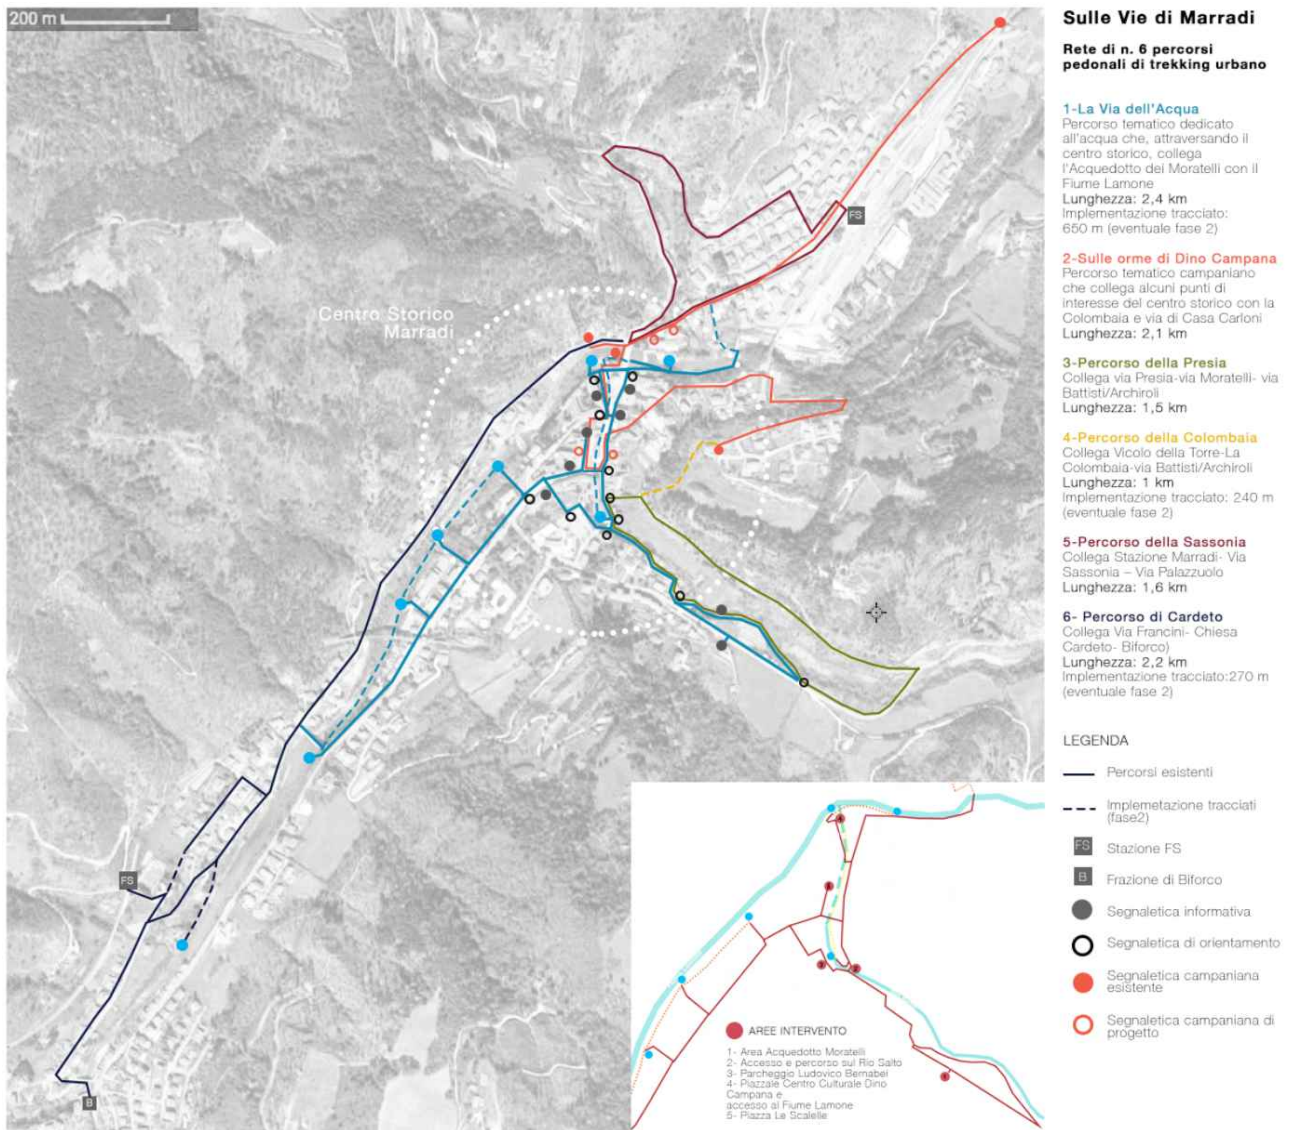 200 m
Centro Storico
Marradi
FS
FS
B
Sulle Vie di Marradi
Rete di n. 6 percorsi
pedonali di trekking urbano
1-La Via dell'Acqua
Percorso tematico dedicato
all'acqua che, attraversando il
centro storico, collega
l'Acquedotto dei Moratelli con il
Fiume Lamone
Lunghezza: 2,4 km
Implementazione tracciato:
650 m (eventuale fase 2)
2-Sulle orme di Dino Campana
Percorso tematico campaniano
che collega alcuni punti di
interesse del centro storico con la
Colombaia e via di Casa Carloni
Lunghezza: 2,1 km
3-Percorso della Presia
Collega via Presia-via Moratelli- via
Battisti/Archiroli
Lunghezza: 1,5 km
4-Percorso della Colombaia
Collega Vicolo della Torre-La
Colombaia-via Battisti/Archiroli
Lunghezza: 1 km
Implementazione tracciato: 240 m
(eventuale fase 2)
5-Percorso della Sassonia
Collega Stazione Marradi- Via
Sassonia – Via Palazzuolo
Lunghezza: 1,6 km
6- Percorso di Cardeto
Collega Via Francini- Chiesa
Cardeto- Biforco)
Lunghezza: 2,2 km
Implementazione tracciato:270 m
(eventuale fase 2)
LEGENDA
Percorsi esistenti
Implemetazione tracciati
(fase2)
FS Stazione FS
B Frazione di Biforco
Segnaletica informativa
Segnaletica di orientamento
Segnaletica campaniana
esistente
Segnaletica campaniana di
progetto
AREE INTERVENTO
1- Area Acquedotto Moratelli
2- Accesso e percorso sul Rio Salto
3- Parcheggio Ludovico Bernabei
4- Piazzale Centro Culturale Dino
Campana e
accesso al Fiume Lamone
5- Piazza Le Scalelle
4
5
3
2
1